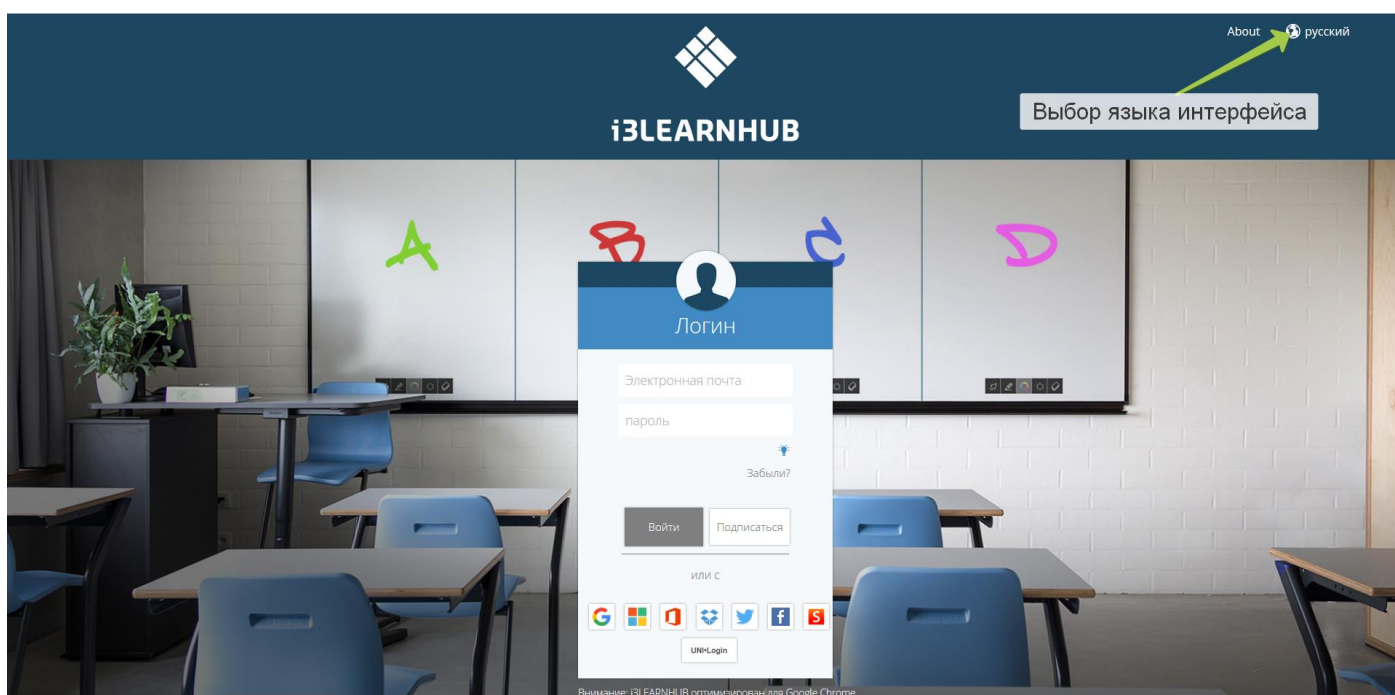 About русский
Выбор языка интерфейса
i3LEARNHUB
A B C D
Логин
Электронная почта
пароль
Забыли?
Войти Подписаться
или с
UNI•Login
Внимание: i3LEARNHUB оптимизирован для Google Chrome